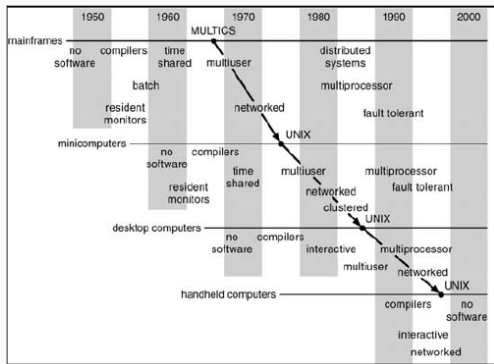 1950 1960 1970 1980 1990 2000
MULTICS
mainframes
no software compilers time shared multiuser distributed systems
batch multiprocessor
resident monitors networked fault tolerant
UNIX
minicomputers
no software compilers
time shared multiuser multiprocessor
resident monitors networked fault tolerant
clustered
UNIX
desktop computers
no software compilers interactive multiprocessor
multiuser networked
UNIX
handheld computers
compilers no software
interactive
networked